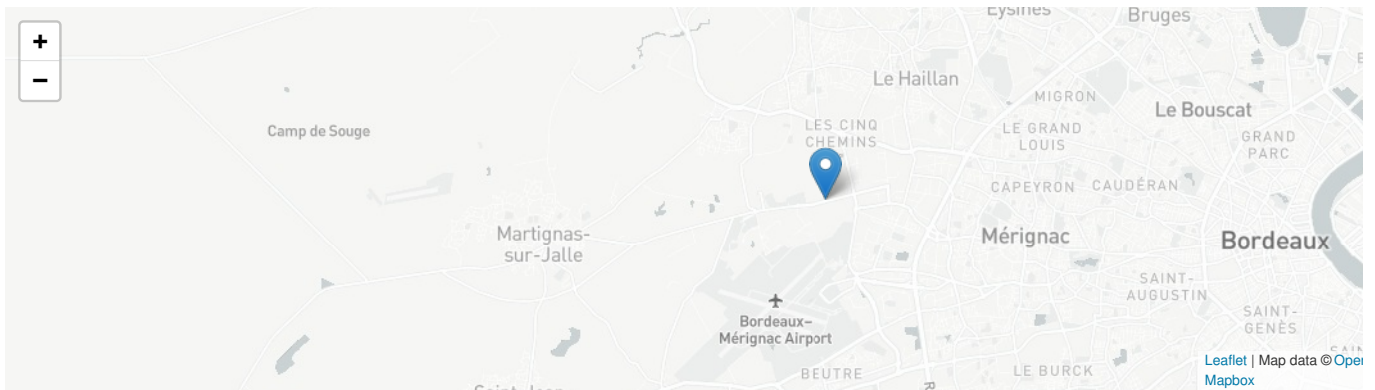 +
−
Eysines
Bruges
Le Haillan
MIGRON
Le Bouscat
Camp de Souge
LES CINQ
CHEMINS
LE GRAND
LOUIS
GRAND
PARC
CAPEYRON
CAUDÉRAN
Martignas-
sur-Jalle
Mérignac
Bordeaux
SAINT-
AUGUSTIN
Bordeaux–
Mérignac Airport
SAINT-
GENÈS
BEUTRE
LE BURCK
Leaflet | Map data © Open
Mapbox